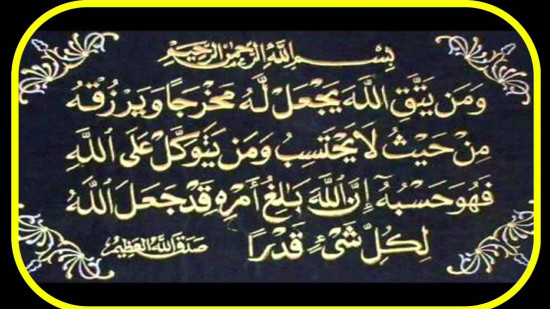 بِسْمِ اللَّهِ الرَّحْمَٰنِ الرَّحِيمِ
وَمَن يَتَّقِ اللَّهَ يَجْعَل لَّهُ مَخْرَجًا وَيَرْزُقْهُ
مِنْ حَيْثُ لَا يَحْتَسِبُ وَمَن يَتَوَكَّلْ عَلَى اللَّهِ
فَهُوَ حَسْبُهُ إِنَّ اللَّهَ بَالِغُ أَمْرِهِ قَدْ جَعَلَ اللَّهُ
لِكُلِّ شَيْءٍ قَدْرًا صدق الله العظيم